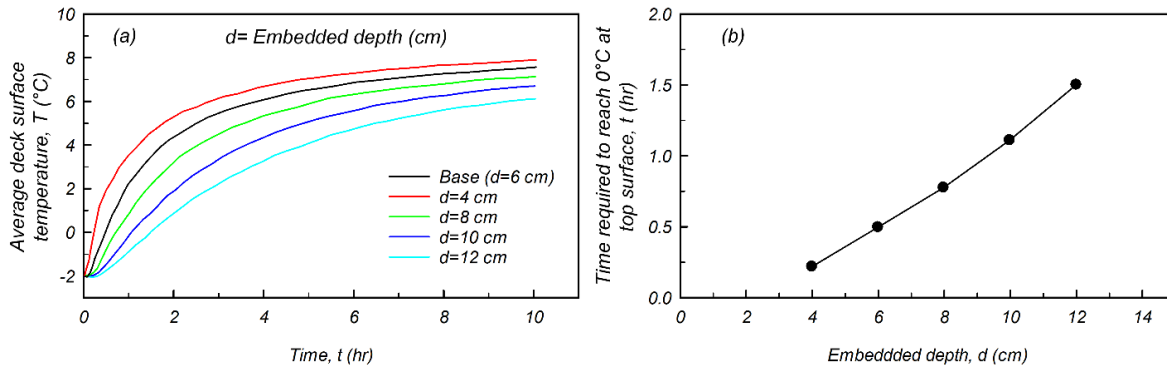 (a)
d= Embedded depth (cm)
Average deck surface
temperature, T (°C)
10
8
6
4
2
0
-2
Base (d=6 cm)
d=4 cm
d=8 cm
d=10 cm
d=12 cm
0
2
4
6
8
10
Time, t (hr)
(b)
Time required to reach 0°C at
top surface, t (hr)
2.0
1.5
1.0
0.5
0.0
0
2
4
6
8
10
12
14
Embeddded depth, d (cm)